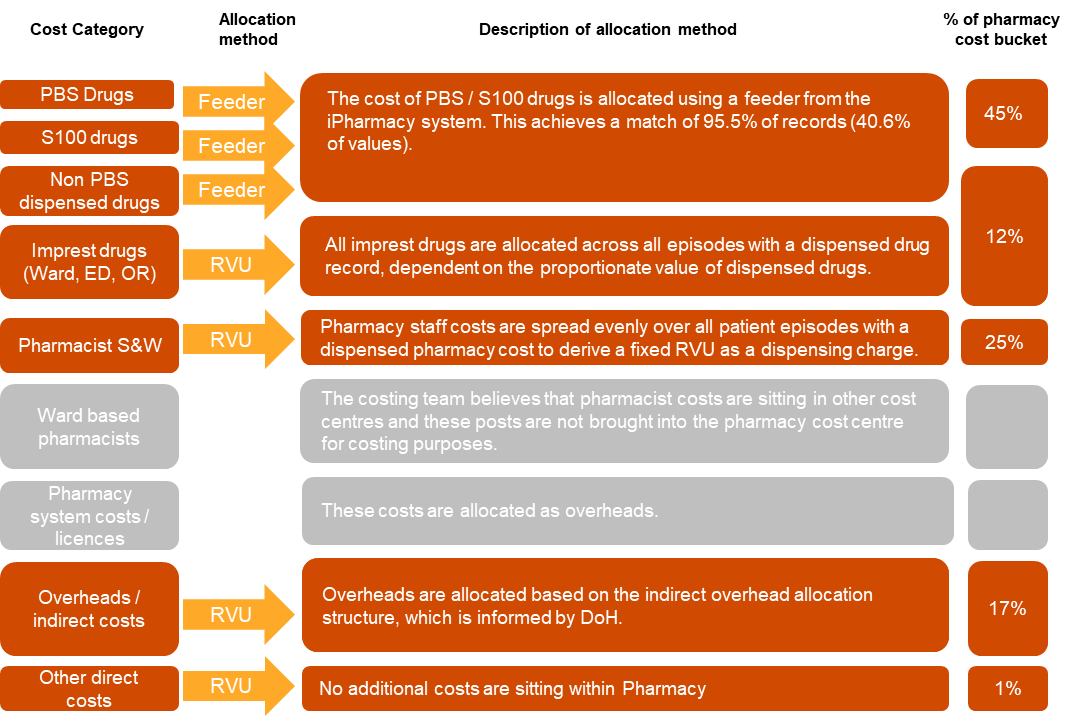 Cost Category
Allocation
method
Description of allocation method
% of pharmacy
cost bucket
PBS Drugs
Feeder
The cost of PBS / S100 drugs is allocated using a feeder from the
iPharmacy system. This achieves a match of 95.5% of records (40.6%
of values).
45%
S100 drugs
Feeder
Non PBS
dispensed drugs
Feeder
12%
Imprest drugs
(Ward, ED, OR)
RVU
All imprest drugs are allocated across all episodes with a dispensed drug
record, dependent on the proportionate value of dispensed drugs.
Pharmacist S&W
RVU
Pharmacy staff costs are spread evenly over all patient episodes with a
dispensed pharmacy cost to derive a fixed RVU as a dispensing charge.
25%
Ward based
pharmacists
The costing team believes that pharmacist costs are sitting in other cost
centres and these posts are not brought into the pharmacy cost centre
for costing purposes.
Pharmacy
system costs /
licences
These costs are allocated as overheads.
Overheads /
indirect costs
RVU
Overheads are allocated based on the indirect overhead allocation
structure, which is informed by DoH.
17%
Other direct
costs
RVU
No additional costs are sitting within Pharmacy
1%